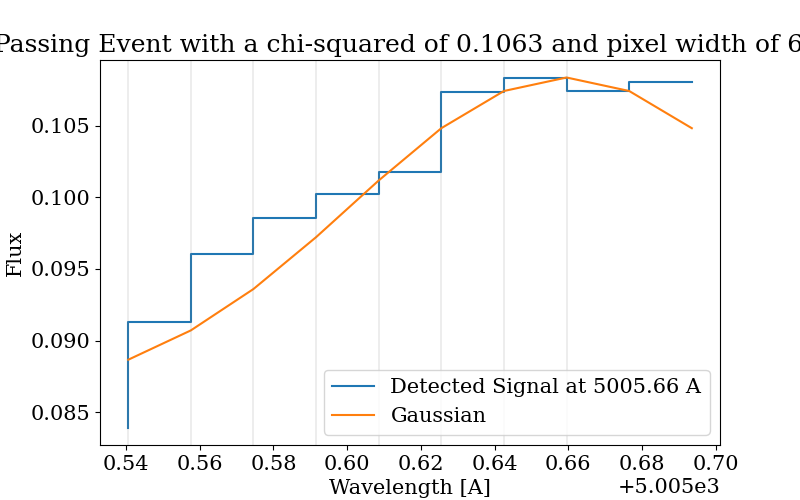 Passing Event with a chi-squared of 0.1063 and pixel width of 6
0.105
0.100
0.095
0.090
0.085
Flux
Detected Signal at 5005.66 A
Gaussian
0.54 0.56 0.58 0.60 0.62 0.64 0.66 0.68 0.70
Wavelength [A]
+5.005e3